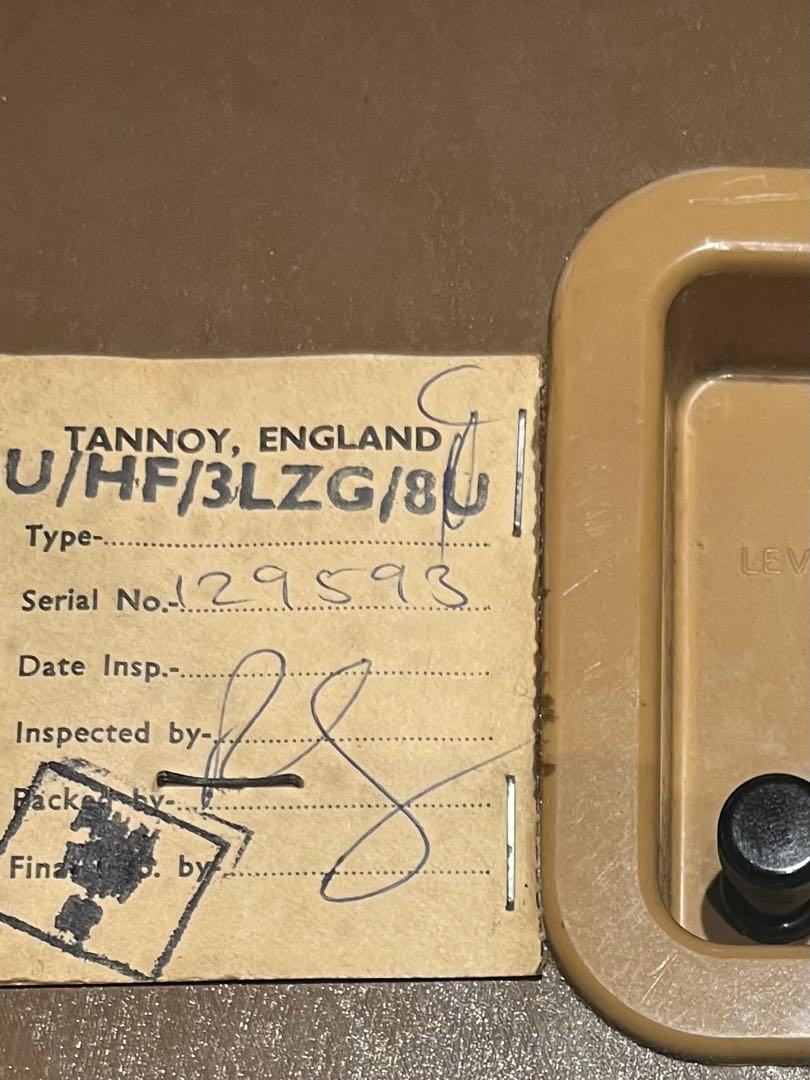 TANNOY, ENGLAND
U/HF/3LZG/8U
Type-
Serial No.- 129593
Date Insp.-
Inspected by-
Packed by-
Final Insp. by-
LEV